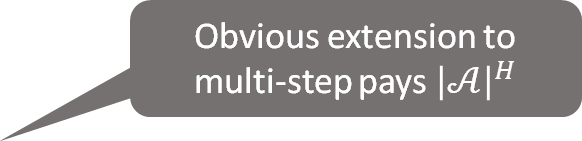 Obvious extension to
multi-step pays |𝒜|ᴴ